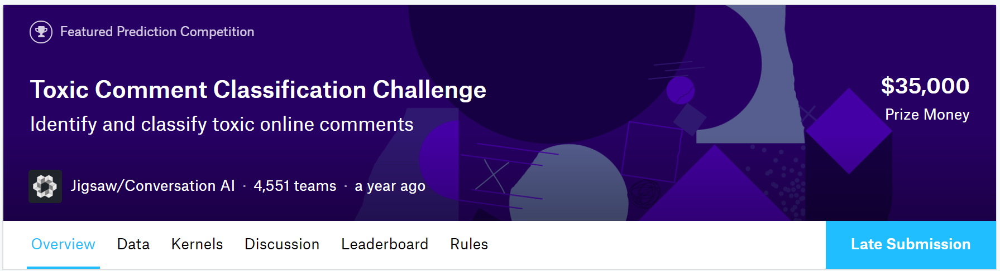 Featured Prediction Competition
Toxic Comment Classification Challenge
Identify and classify toxic online comments
$35,000
Prize Money
Jigsaw/Conversation AI · 4,551 teams · a year ago
Overview Data Kernels Discussion Leaderboard Rules Late Submission